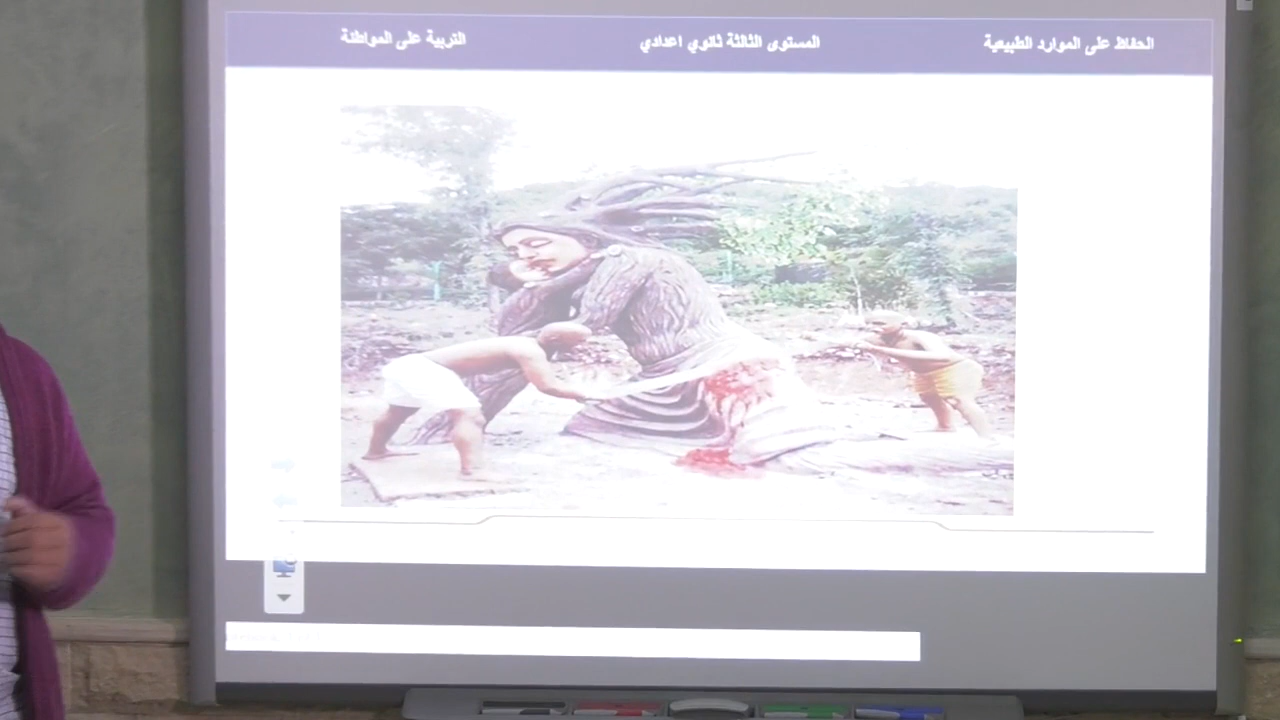 الحفاظ على الموارد الطبيعية
المستوى الثالثة ثانوي اعدادي
التربية على المواطنة